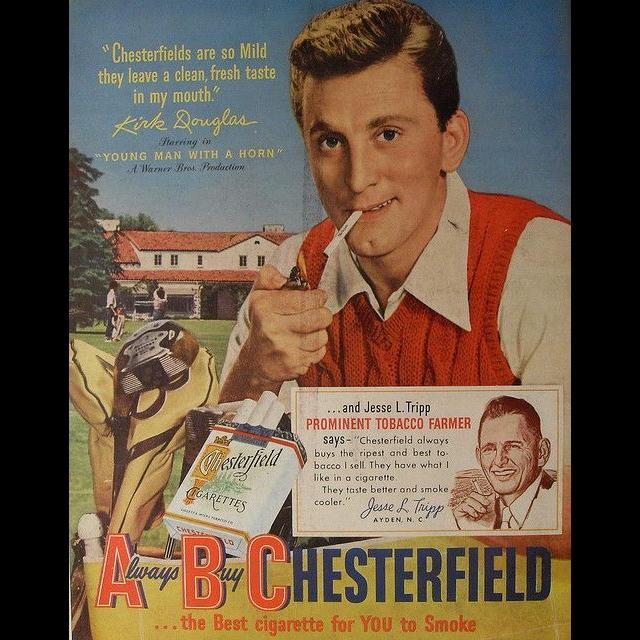 "Chesterfields are so Mild
they leave a clean, fresh taste
in my mouth."
Kirk Douglas
Starring in
"YOUNG MAN WITH A HORN"
A Warner Bros. Production
...and Jesse L. Tripp
PROMINENT TOBACCO FARMER
says- "Chesterfield always
buys the ripest and best to-
bacco I sell. They have what I
like in a cigarette.
They taste better and smoke
cooler."
Jesse L Tripp
AYDEN, N. C.
Chesterfield
CIGARETTES
CHESTERFIELD
Always Buy CHESTERFIELD
...the Best cigarette for YOU to Smoke